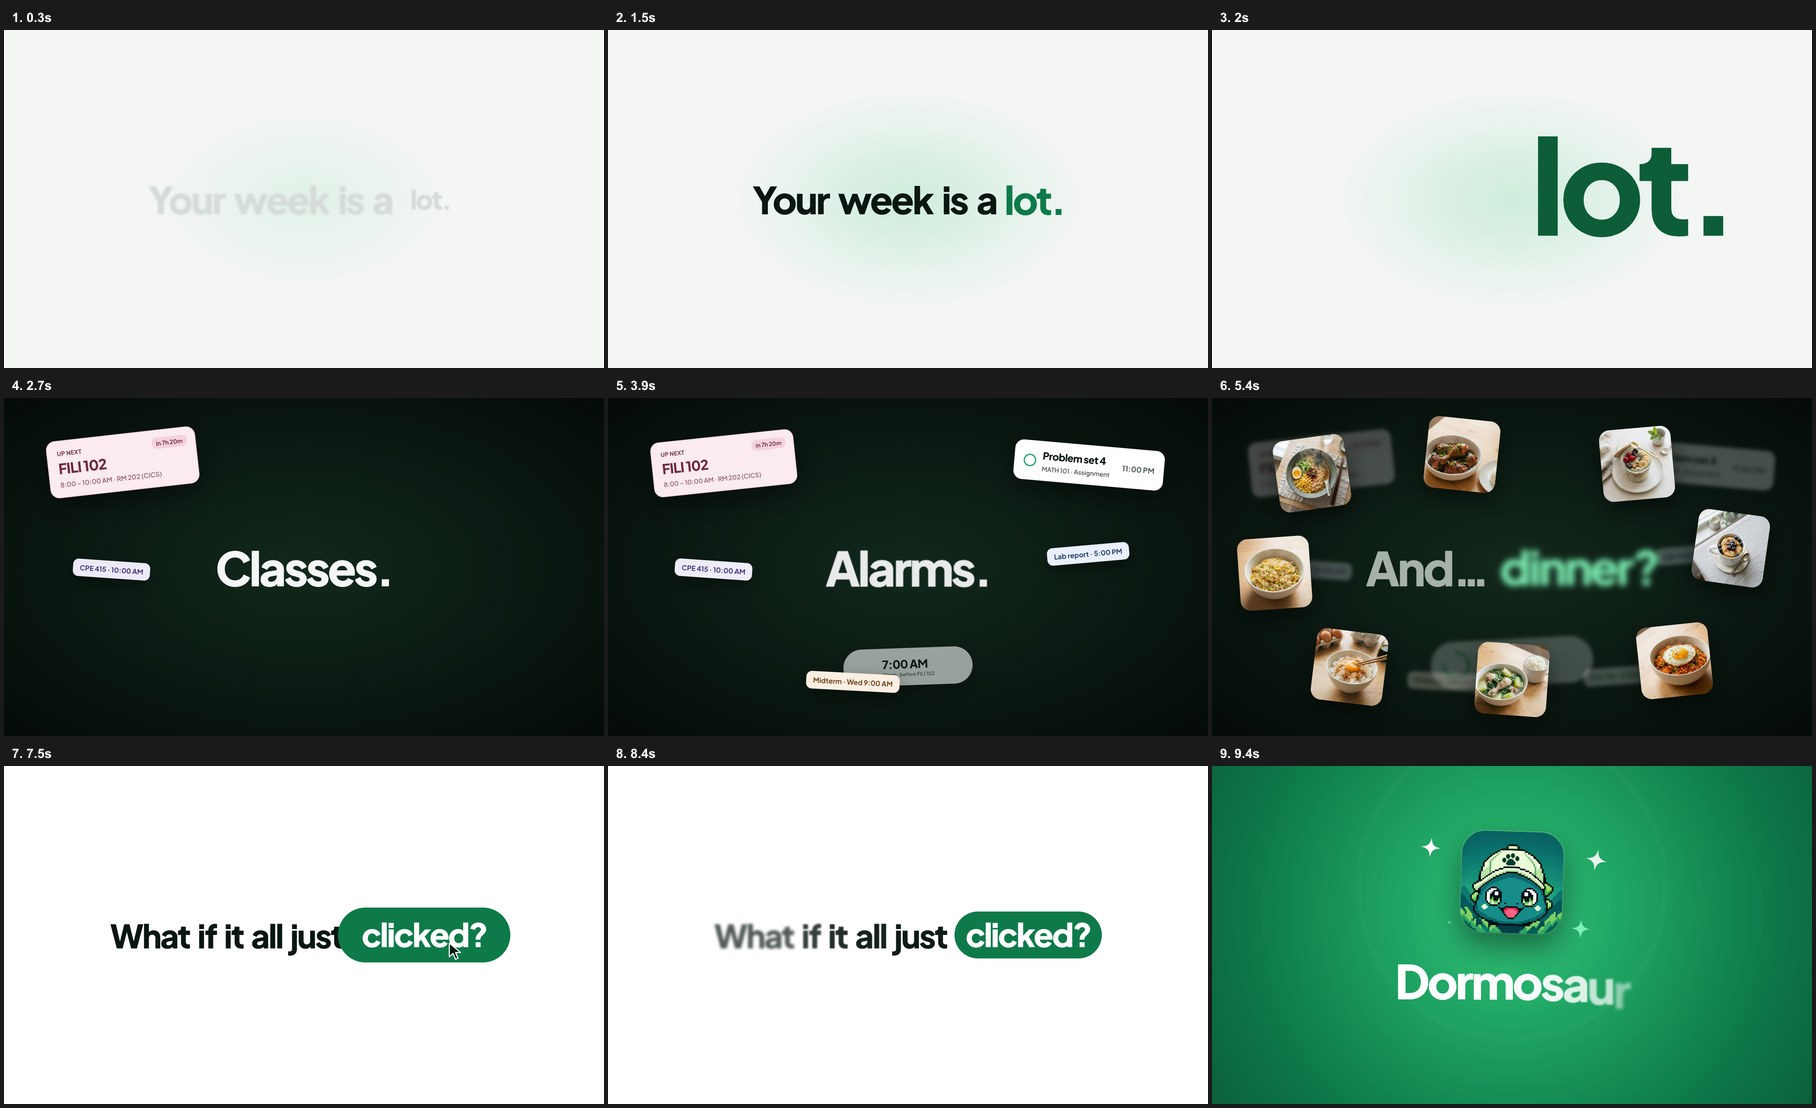 1. 0.3s
Your week is a lot.
2. 1.5s
Your week is a lot.
3. 2s
lot.
4. 2.7s
UP NEXT
in 7h 20m
FILI 102
8:00 – 10:00 AM · RM 202 (CICS)
CPE 415 · 10:00 AM
Classes.
5. 3.9s
UP NEXT
in 7h 20m
FILI 102
8:00 – 10:00 AM · RM 202 (CICS)
Problem set 4
MATH 101 · Assignment
11:00 PM
CPE 415 · 10:00 AM
Alarms.
Lab report · 5:00 PM
7:00 AM
before FILI 102
Midterm · Wed 9:00 AM
6. 5.4s
And... dinner?
7. 7.5s
What if it all just clicked?
8. 8.4s
What if it all just clicked?
9. 9.4s
Dormosaur